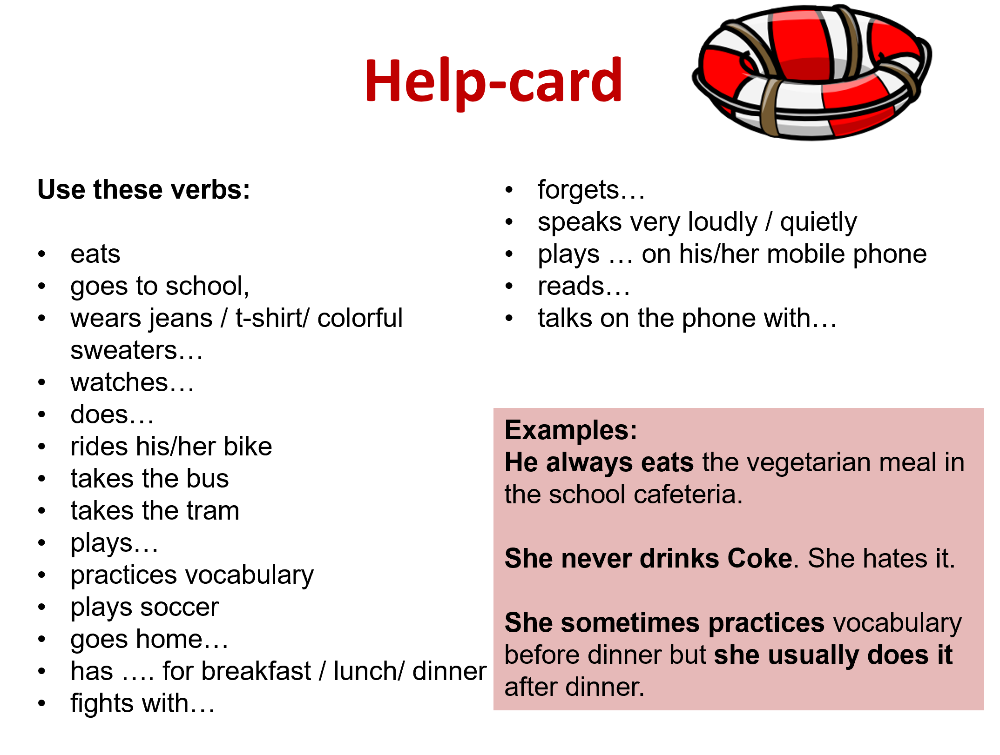 Help-card
Use these verbs:
• eats
• goes to school,
• wears jeans / t-shirt/ colorful
sweaters…
• watches…
• does…
• rides his/her bike
• takes the bus
• takes the tram
• plays…
• practices vocabulary
• plays soccer
• goes home…
• has …. for breakfast / lunch/ dinner
• fights with…
• forgets…
• speaks very loudly / quietly
• plays … on his/her mobile phone
• reads…
• talks on the phone with…
Examples:
He always eats the vegetarian meal in
the school cafeteria.
She never drinks Coke. She hates it.
She sometimes practices vocabulary
before dinner but she usually does it
after dinner.